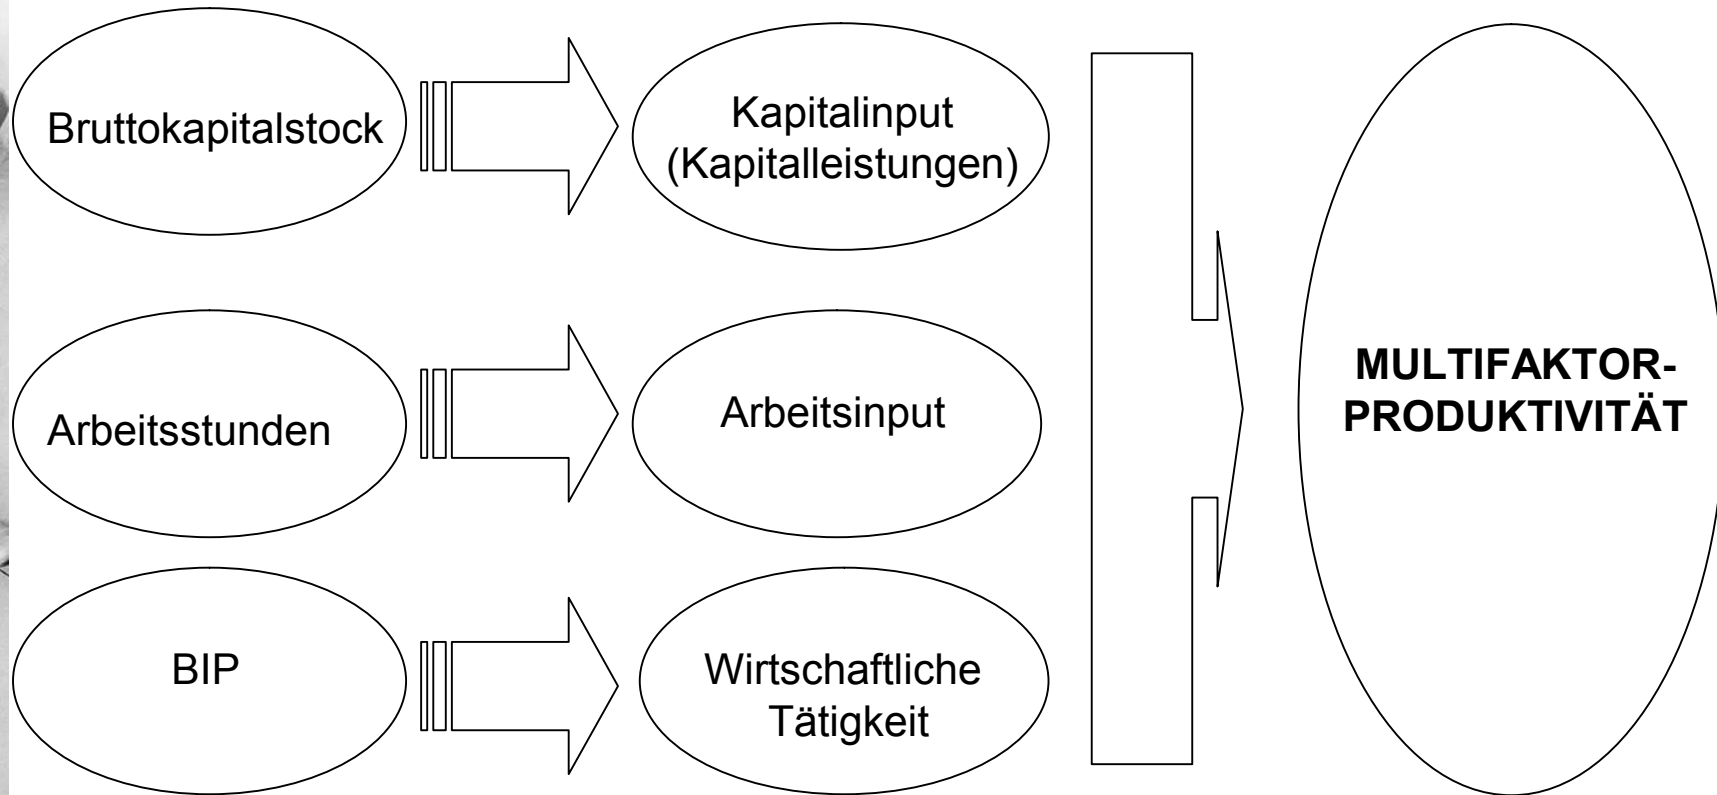 Bruttokapitalstock
Kapitalinput
(Kapitalleistungen)
Arbeitsstunden
Arbeitsinput
BIP
Wirtschaftliche
Tätigkeit
MULTIFAKTOR-
PRODUKTIVITÄT